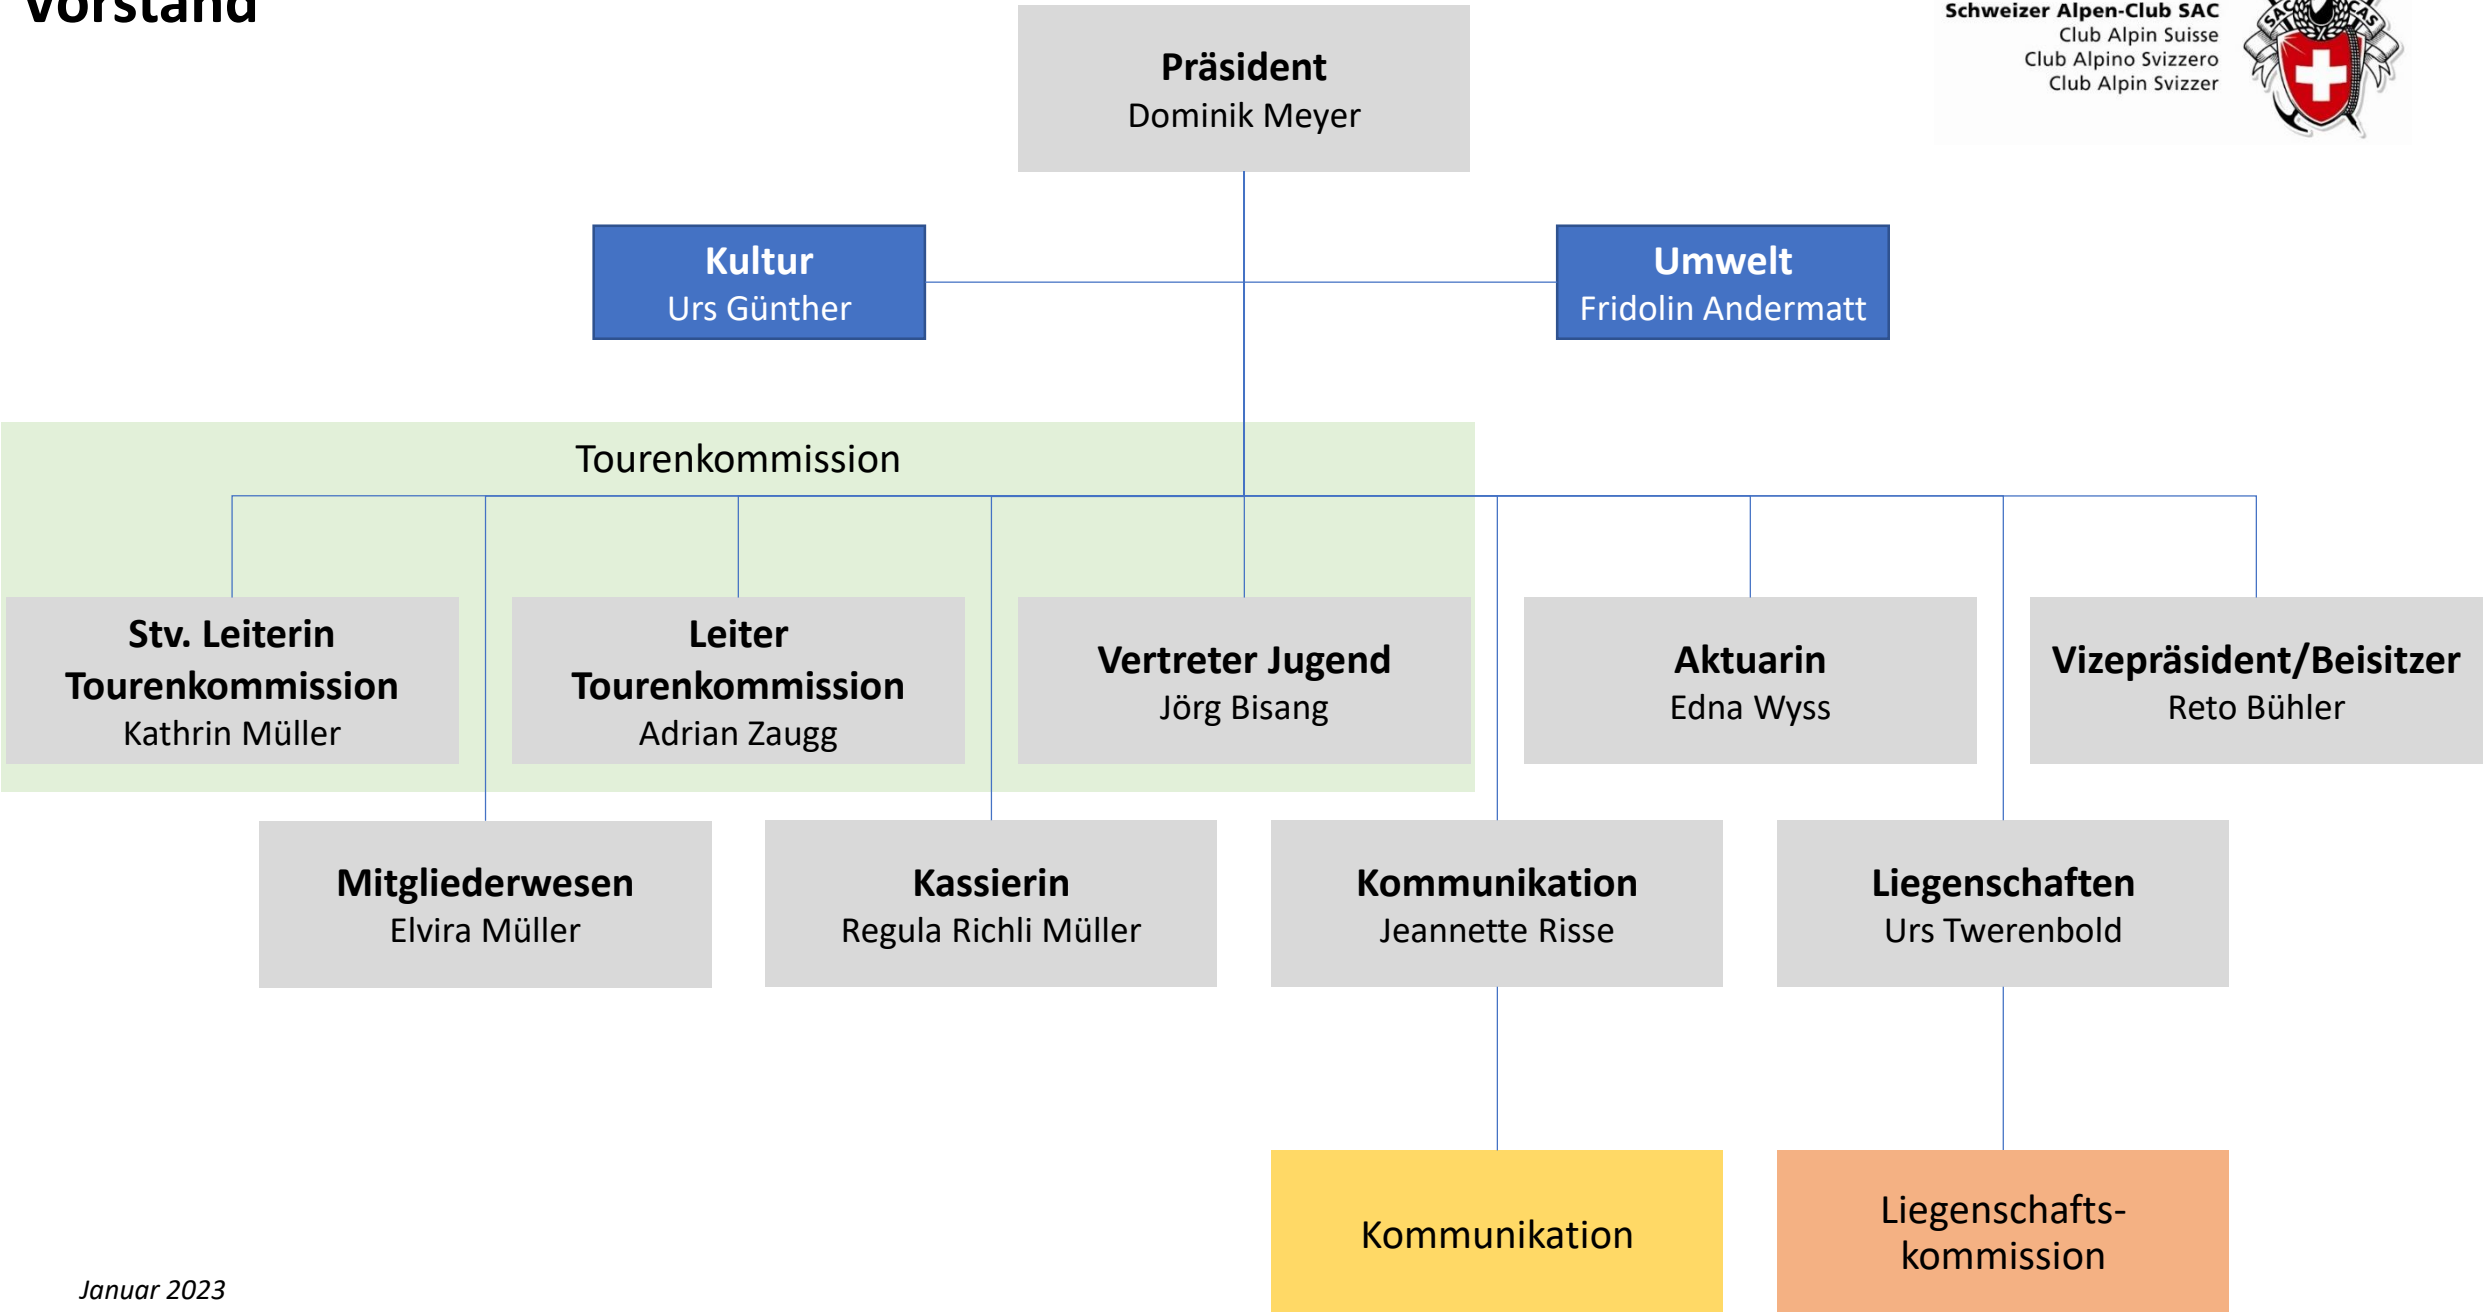 Vorstand
Schweizer Alpen-Club SAC
Club Alpin Suisse
Club Alpino Svizzero
Club Alpin Svizzer
SAC
CAS
Präsident
Dominik Meyer
Kultur
Urs Günther
Umwelt
Fridolin Andermatt
Tourenkommission
Stv. Leiterin
Tourenkommission
Kathrin Müller
Leiter
Tourenkommission
Adrian Zaugg
Vertreter Jugend
Jörg Bisang
Aktuarin
Edna Wyss
Vizepräsident/Beisitzer
Reto Bühler
Mitgliederwesen
Elvira Müller
Kassierin
Regula Richli Müller
Kommunikation
Jeannette Risse
Liegenschaften
Urs Twerenbold
Kommunikation
Liegenschafts-
kommission
Januar 2023